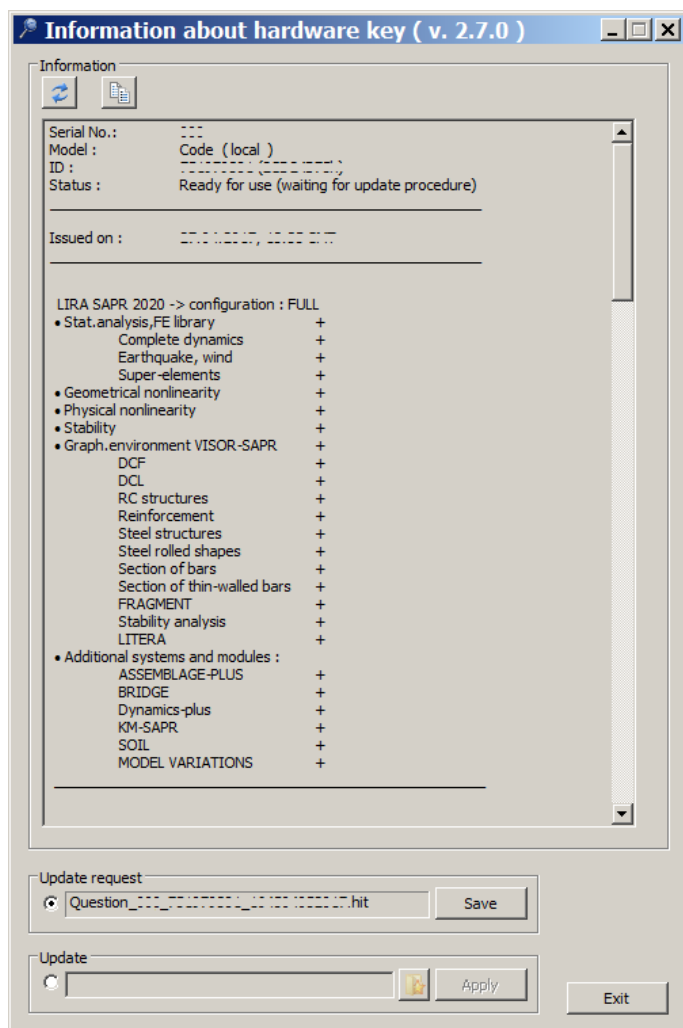 Information about hardware key ( v. 2.7.0 )
Information
Serial No.:
Model : Code ( local )
ID :
Status : Ready for use (waiting for update procedure)
Issued on :
LIRA SAPR 2020 -> configuration : FULL
• Stat.analysis,FE library +
Complete dynamics +
Earthquake, wind +
Super-elements +
• Geometrical nonlinearity +
• Physical nonlinearity +
• Stability +
• Graph.environment VISOR-SAPR +
DCF +
DCL +
RC structures +
Reinforcement +
Steel structures +
Steel rolled shapes +
Section of bars +
Section of thin-walled bars +
FRAGMENT +
Stability analysis +
LITERA +
• Additional systems and modules :
ASSEMBLAGE-PLUS +
BRIDGE +
Dynamics-plus +
KM-SAPR +
SOIL +
MODEL VARIATIONS +
Update request
Save
Update
Apply
Exit